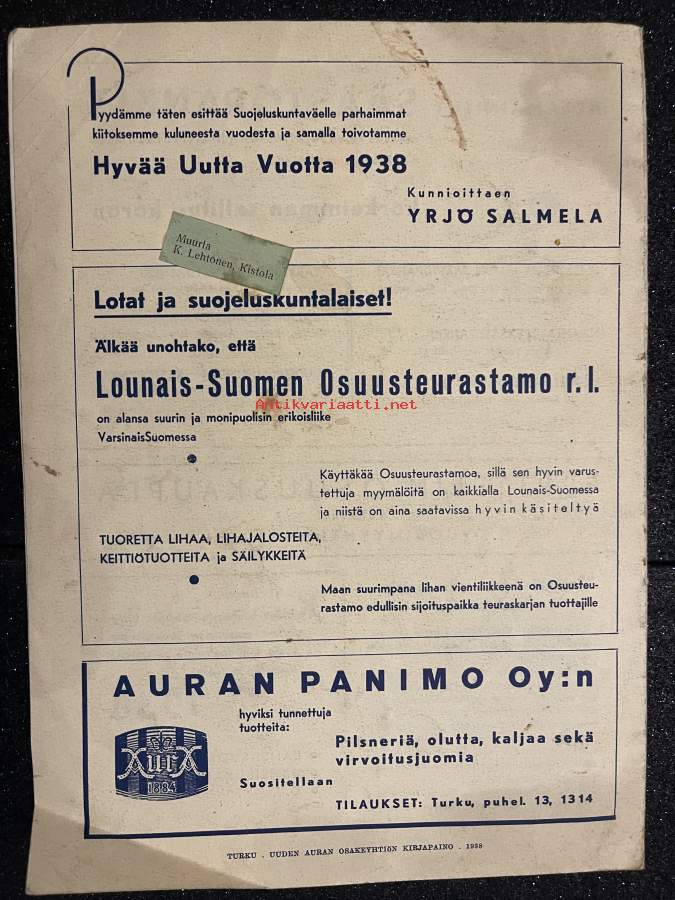 Pyydämme täten esittää Suojeluskuntaväelle parhaimmat
kiitoksemme kuluneesta vuodesta ja samalla toivotamme
Hyvää Uutta Vuotta 1938
Kunnioittaen
YRJÖ SALMELA
Muurla
K. Lehtonen, Kistola
Lotat ja suojeluskuntalaiset!
Älkää unohtako, että
Lounais-Suomen Osuusteurastamo r. l.
Antikvariaatti.net
on alansa suurin ja monipuolisin erikoisliike
VarsinaisSuomessa
Käyttäkää Osuusteurastamoa, sillä sen hyvin varus-
tettuja myymälöitä on kaikkialla Lounais-Suomessa
ja niistä on aina saatavissa hyvin käsiteltyä
TUORETTA LIHAA, LIHAJALOSTEITA,
KEITTIÖTUOTTEITA ja SÄILYKKEITÄ
Maan suurimpana lihan vientiliikkeenä on Osuusteu-
rastamo edullisin sijoituspaikka teuraskarjan tuottajille
AURAN PANIMO Oy:n
hyviksi tunnettuja
tuotteita:
Pilsneriä, olutta, kaljaa sekä
virvoitusjuomia
AURA
1884
Suositellaan
TILAUKSET: Turku, puhel. 13, 1314
TURKU . UUDEN AURAN OSAKEYHTIÖN KIRJAPAINO . 1938